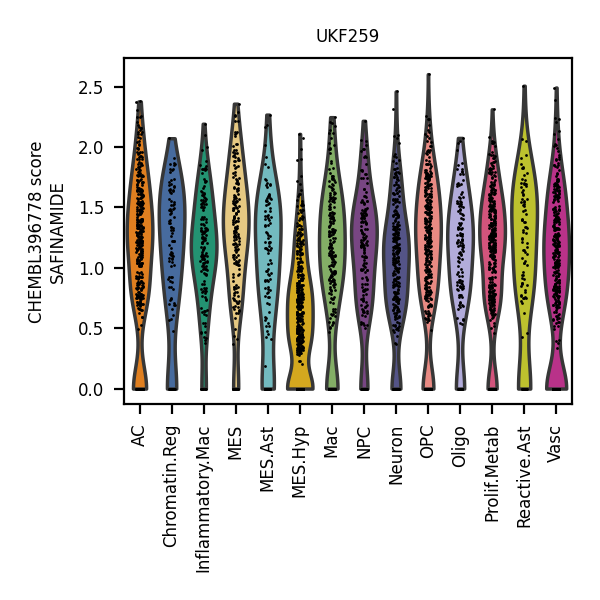 UKF259
CHEMBL396778 score
SAFINAMIDE
2.5
2.0
1.5
1.0
0.5
0.0
AC
Chromatin.Reg
Inflammatory.Mac
MES
MES.Ast
MES.Hyp
Mac
NPC
Neuron
OPC
Oligo
Prolif.Metab
Reactive.Ast
Vasc